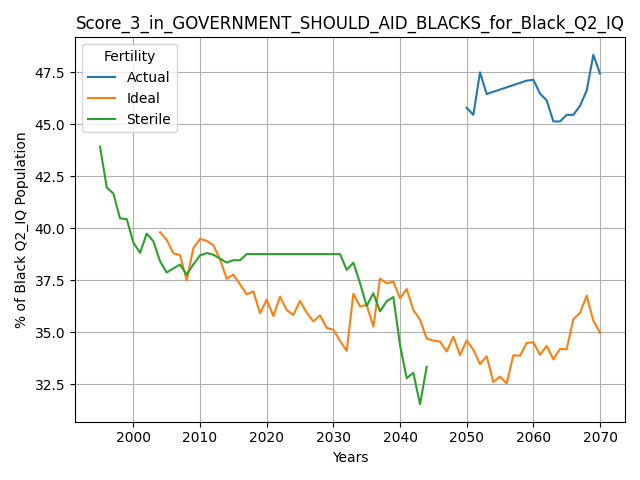 Score_3_in_GOVERNMENT_SHOULD_AID_BLACKS_for_Black_Q2_IQ
Fertility
Actual
Ideal
Sterile
% of Black Q2_IQ Population
47.5
45.0
42.5
40.0
37.5
35.0
32.5
2000
2010
2020
2030
2040
2050
2060
2070
Years